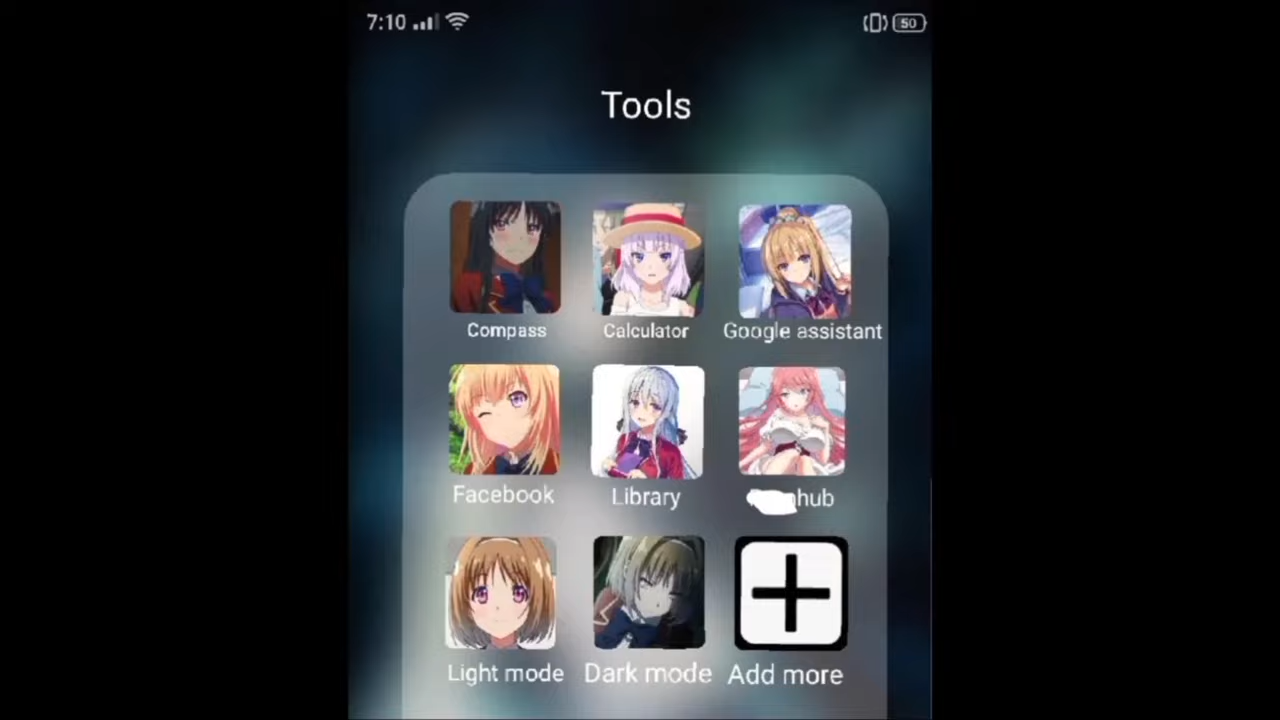 7:10
50
Tools
Compass
Calculator
Google assistant
Facebook
Library
hub
Light mode
Dark mode
Add more